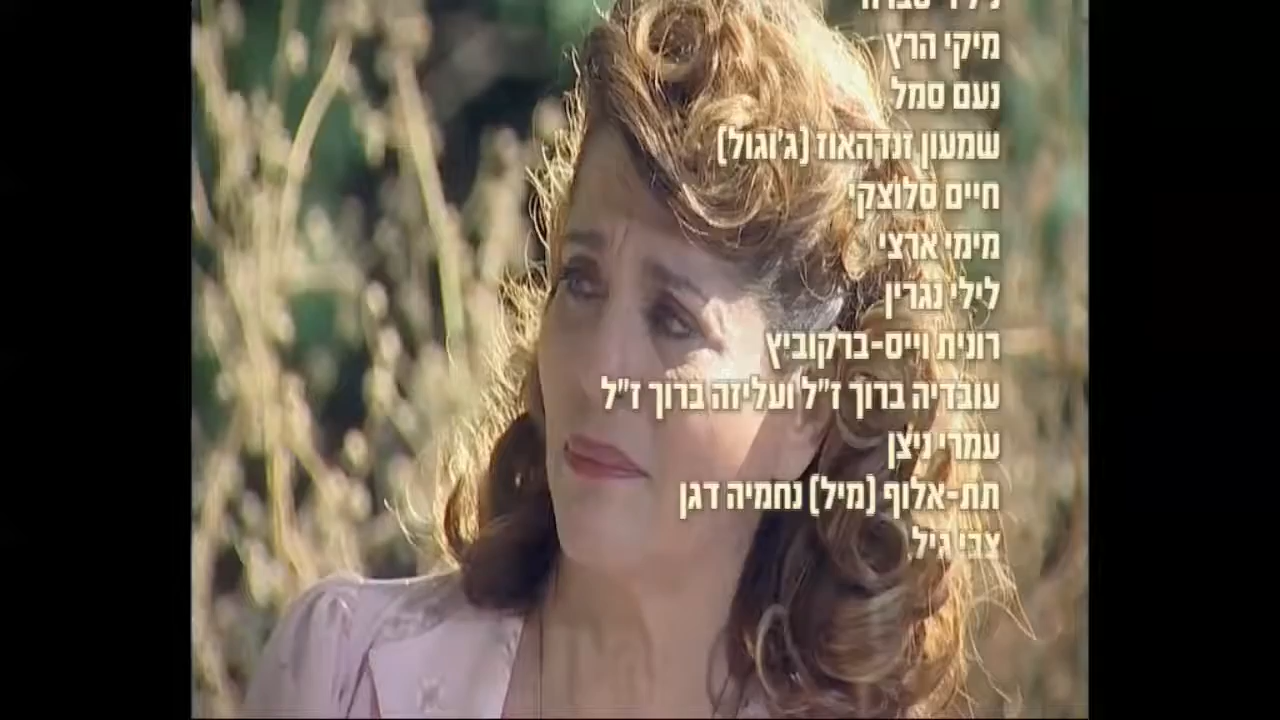 מיקי הרץ
נעם סמל
שמעון זנדהאוז (ג'וגול)
חיים סלוצקי
מימי ארצי
לילי נגרין
רונית וייס-ברקוביץ
עובדיה ברוך ז"ל ועליזה ברוך ז"ל
עמרי ניצן
תת-אלוף (מיל) נחמיה דגן
צבי גיל